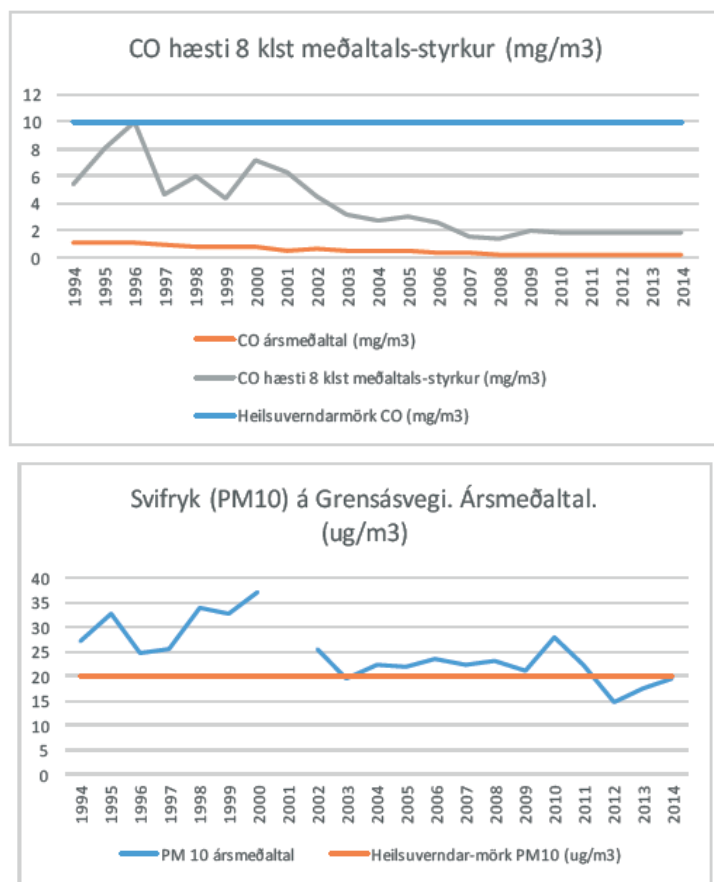 CO hæsti 8 klst meðaltals-styrkur (mg/m3)
12
10
8
6
4
2
0
1994 1995 1996 1997 1998 1999 2000 2001 2002 2003 2004 2005 2006 2007 2008 2009 2010 2011 2012 2013 2014
CO ársmeðaltal (mg/m3)
CO hæsti 8 klst meðaltals-styrkur (mg/m3)
Heilsuverndarmörk CO (mg/m3)
Svifryk (PM10) á Grensásvegi. Ársmeðaltal.
(ug/m3)
40
35
30
25
20
15
10
5
0
1994 1995 1996 1997 1998 1999 2000 2001 2002 2003 2004 2005 2006 2007 2008 2009 2010 2011 2012 2013 2014
PM 10 ársmeðaltal Heilsuverndar-mörk PM10 (ug/m3)